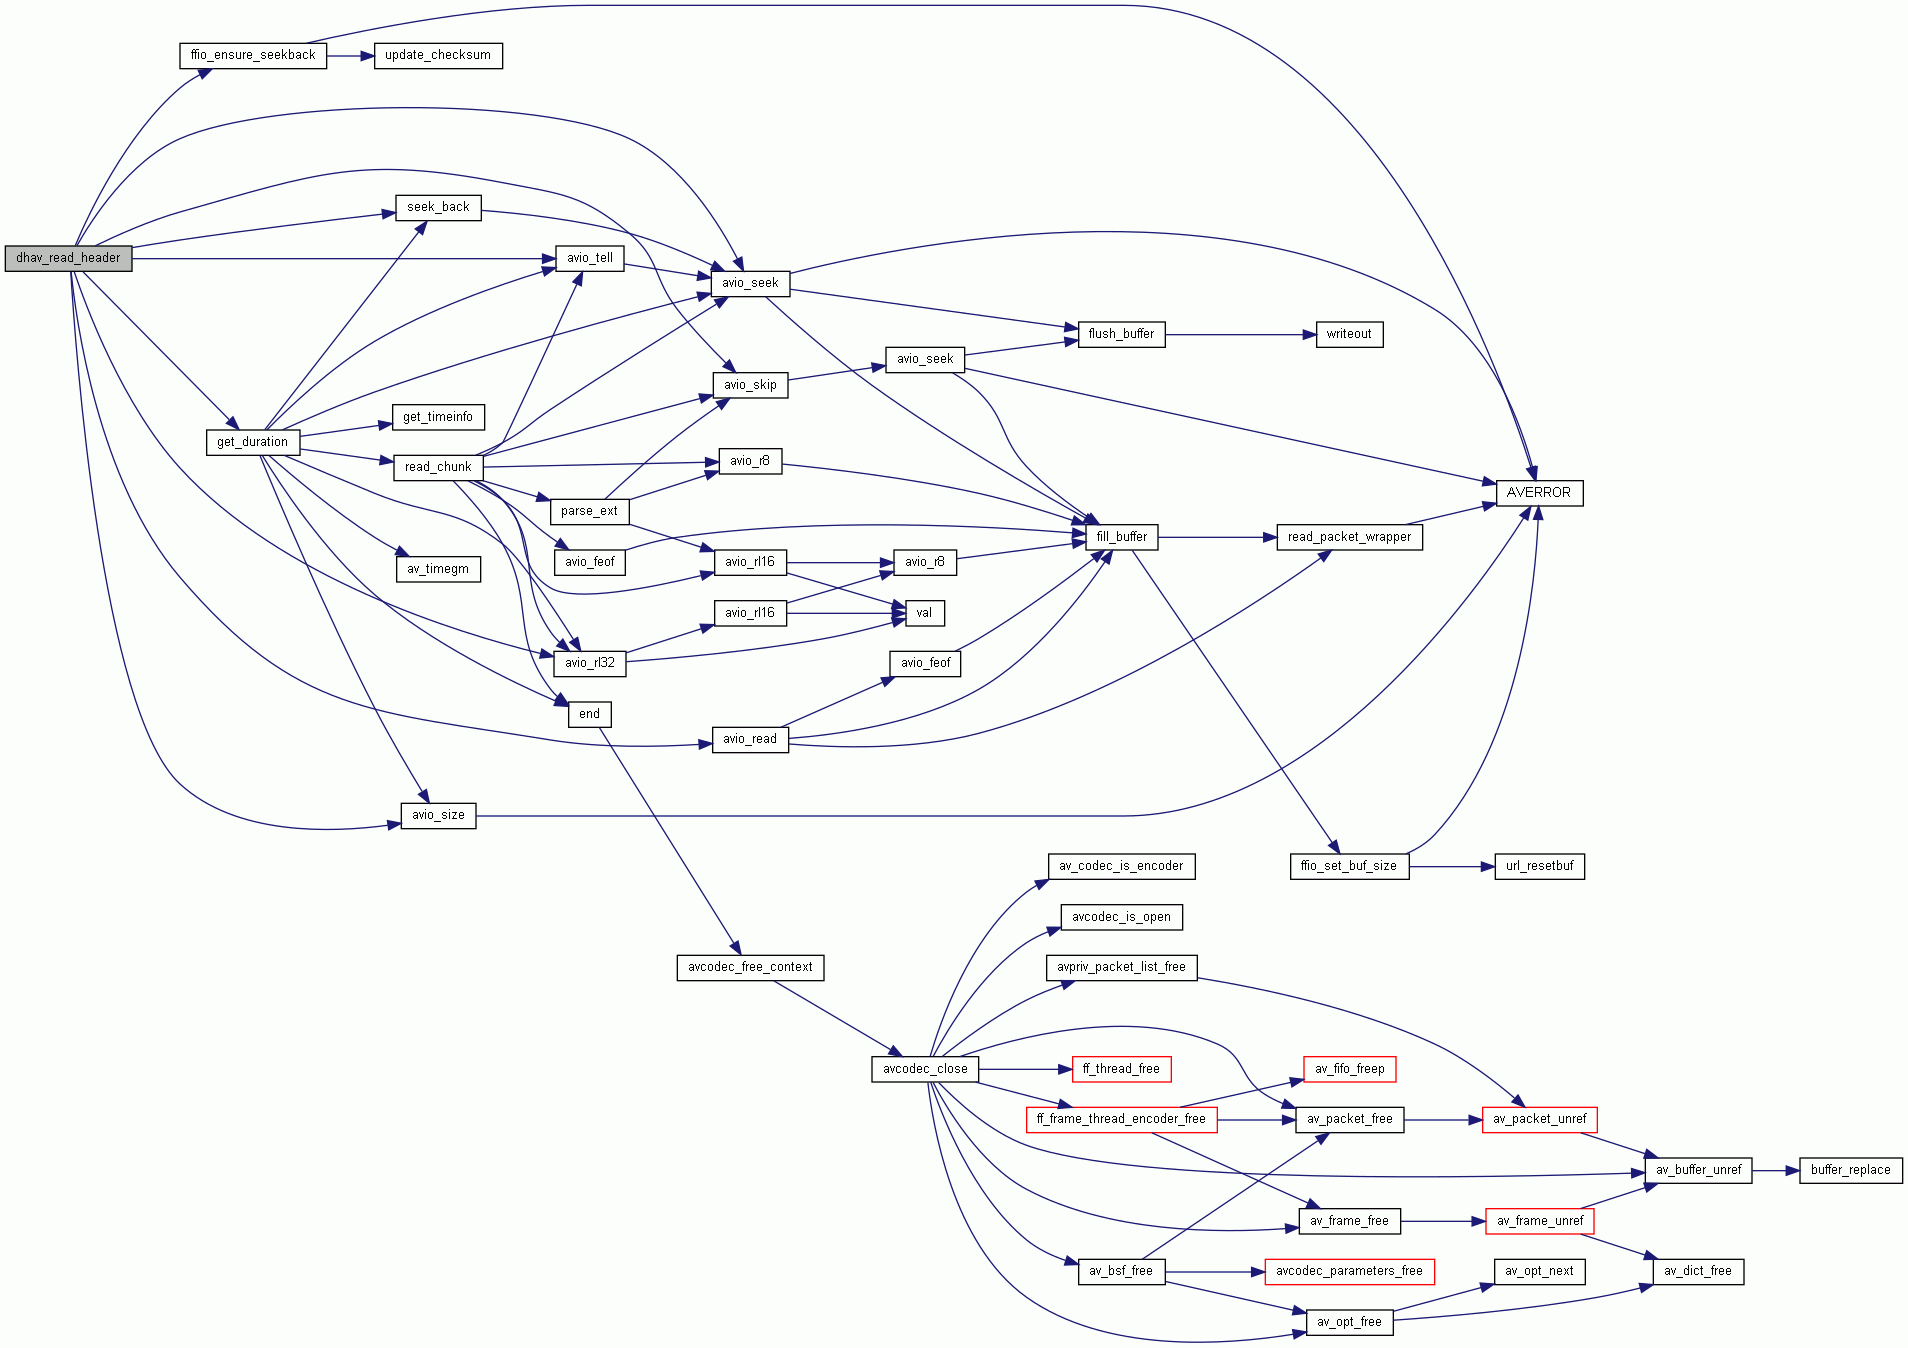 ffio_ensure_seekback
update_checksum
seek_back
dhav_read_header
avio_tell
avio_seek
flush_buffer
writeout
avio_seek
avio_skip
get_timeinfo
get_duration
read_chunk
avio_r8
AVERROR
parse_ext
fill_buffer
read_packet_wrapper
avio_feof
avio_rl16
avio_r8
av_timegm
avio_rl16
val
avio_rl32
avio_feof
end
avio_read
avio_size
av_codec_is_encoder
ffio_set_buf_size
url_resetbuf
avcodec_is_open
avcodec_free_context
avpriv_packet_list_free
avcodec_close
ff_thread_free
av_fifo_freep
ff_frame_thread_encoder_free
av_packet_free
av_packet_unref
av_buffer_unref
buffer_replace
av_frame_free
av_frame_unref
av_bsf_free
avcodec_parameters_free
av_opt_next
av_dict_free
av_opt_free